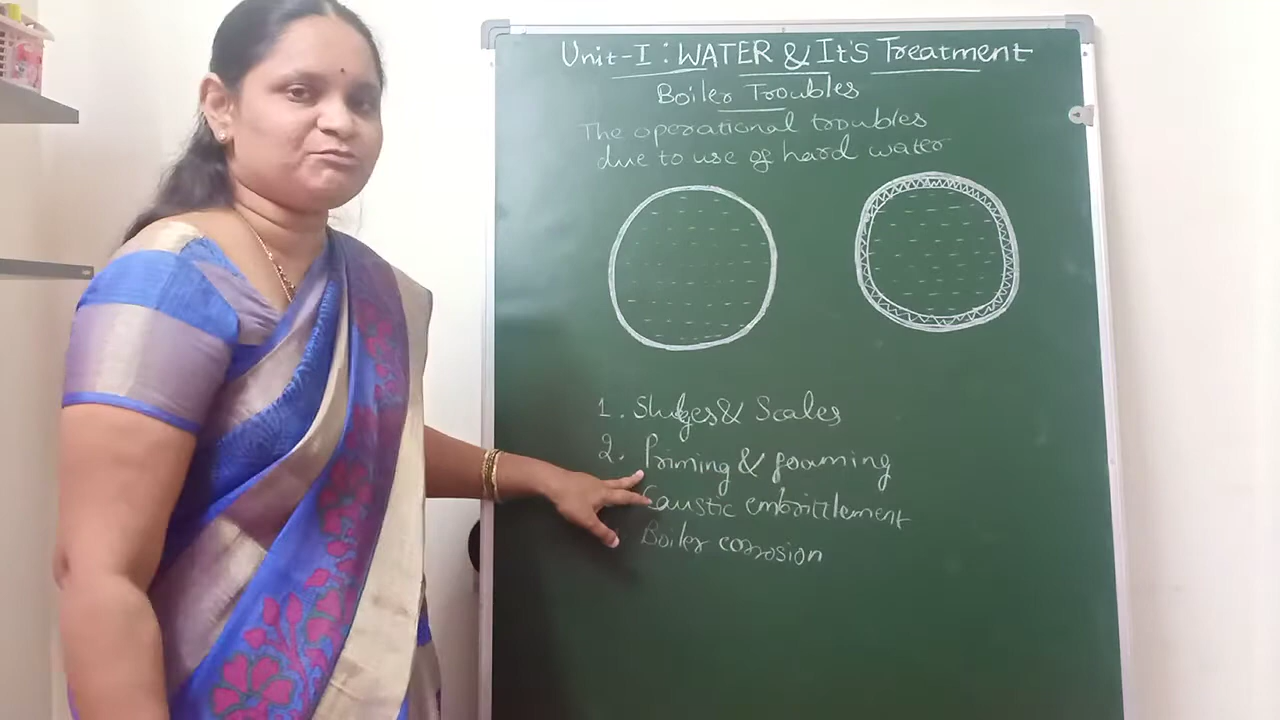 Unit-I : WATER & It's Treatment
Boiler Troubles
The operational troubles
due to use of hard water
1. Sludges & Scales
2. Priming & foaming
Caustic embrittlement
Boiler corrosion